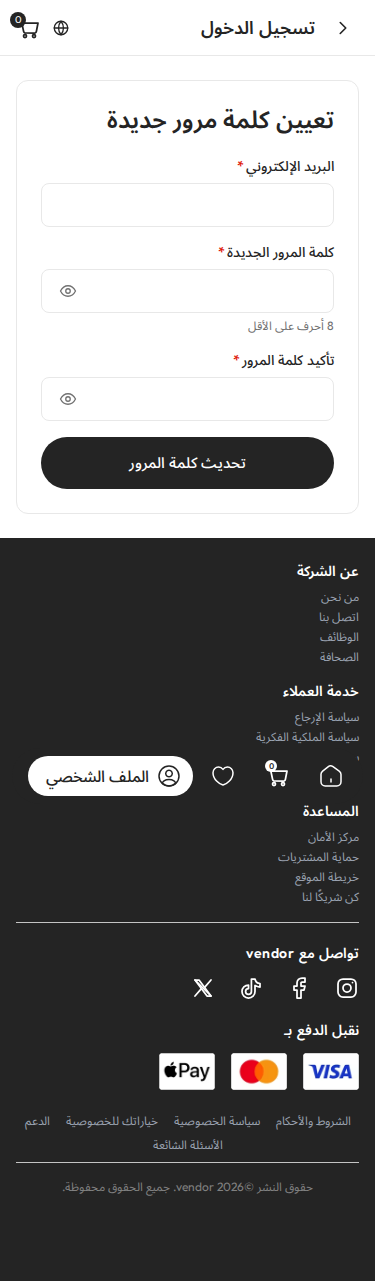 تسجيل الدخول
0
تعيين كلمة مرور جديدة
البريد الإلكتروني *
كلمة المرور الجديدة *
8 أحرف على الأقل
تأكيد كلمة المرور *
تحديث كلمة المرور
عن الشركة
من نحن
اتصل بنا
الوظائف
الصحافة
خدمة العملاء
سياسة الإرجاع
سياسة الملكية الفكرية
0
الملف الشخصي
المساعدة
مركز الأمان
حماية المشتريات
خريطة الموقع
كن شريكًا لنا
تواصل مع vendor
نقبل الدفع بـ
VISA
Pay
الشروط والأحكام سياسة الخصوصية خياراتك للخصوصية الدعم
الأسئلة الشائعة
حقوق النشر ©2026 vendor. جميع الحقوق محفوظة.